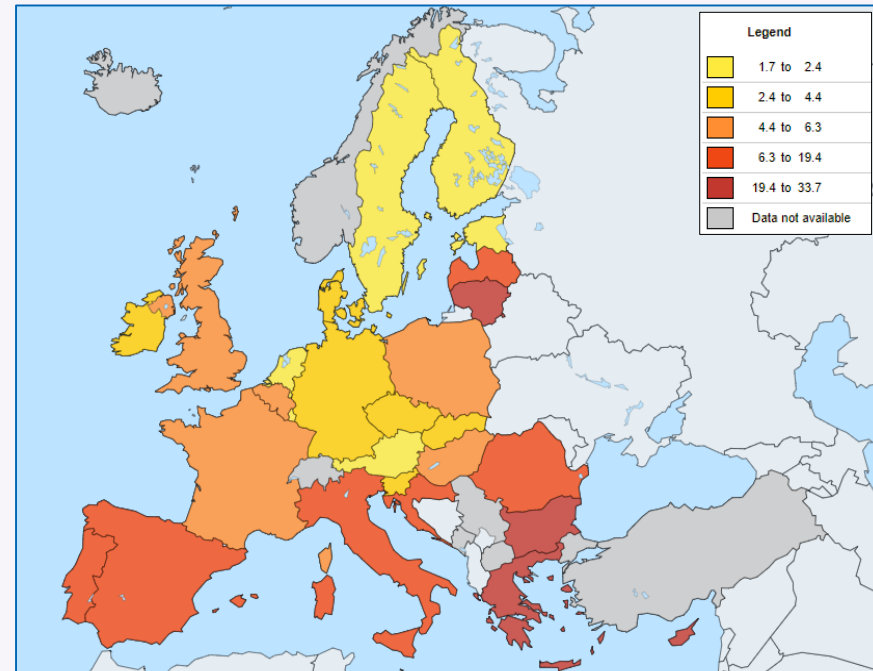 Legend
1.7 to 2.4
2.4 to 4.4
4.4 to 6.3
6.3 to 19.4
19.4 to 33.7
Data not available